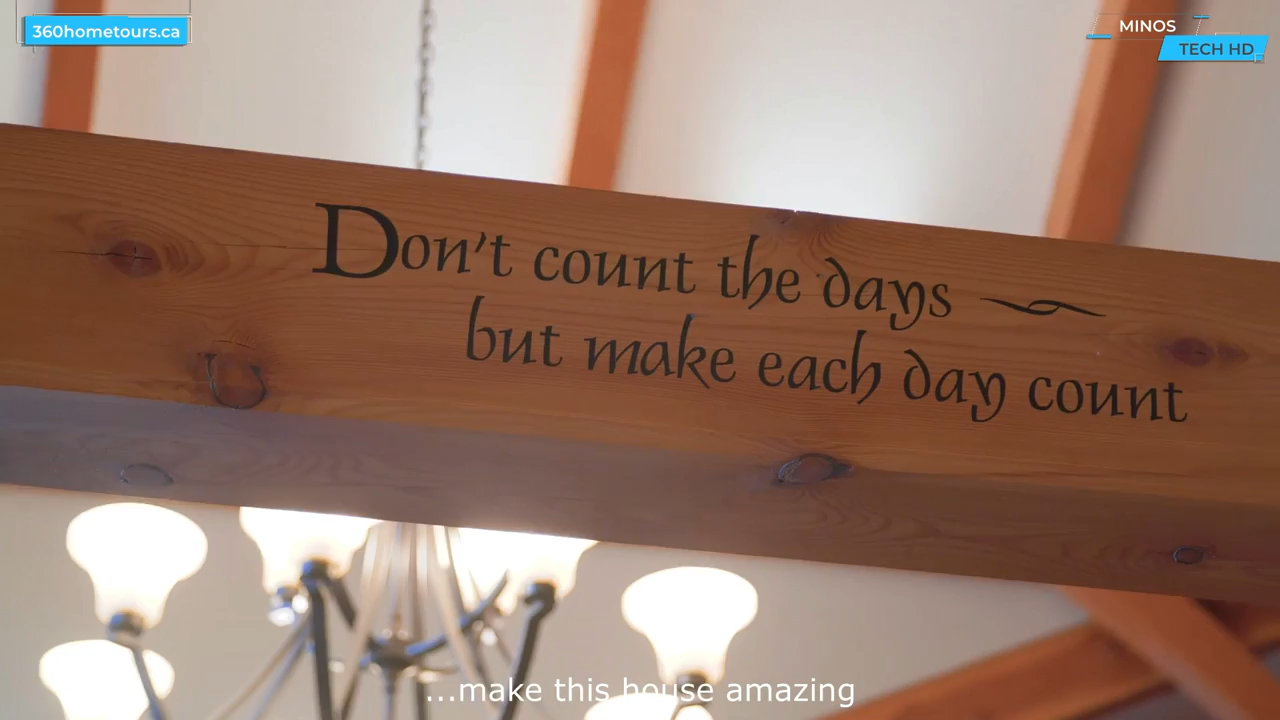 360hometours.ca
MINOS
TECH HD
Don't count the days
but make each day count
...make this house amazing